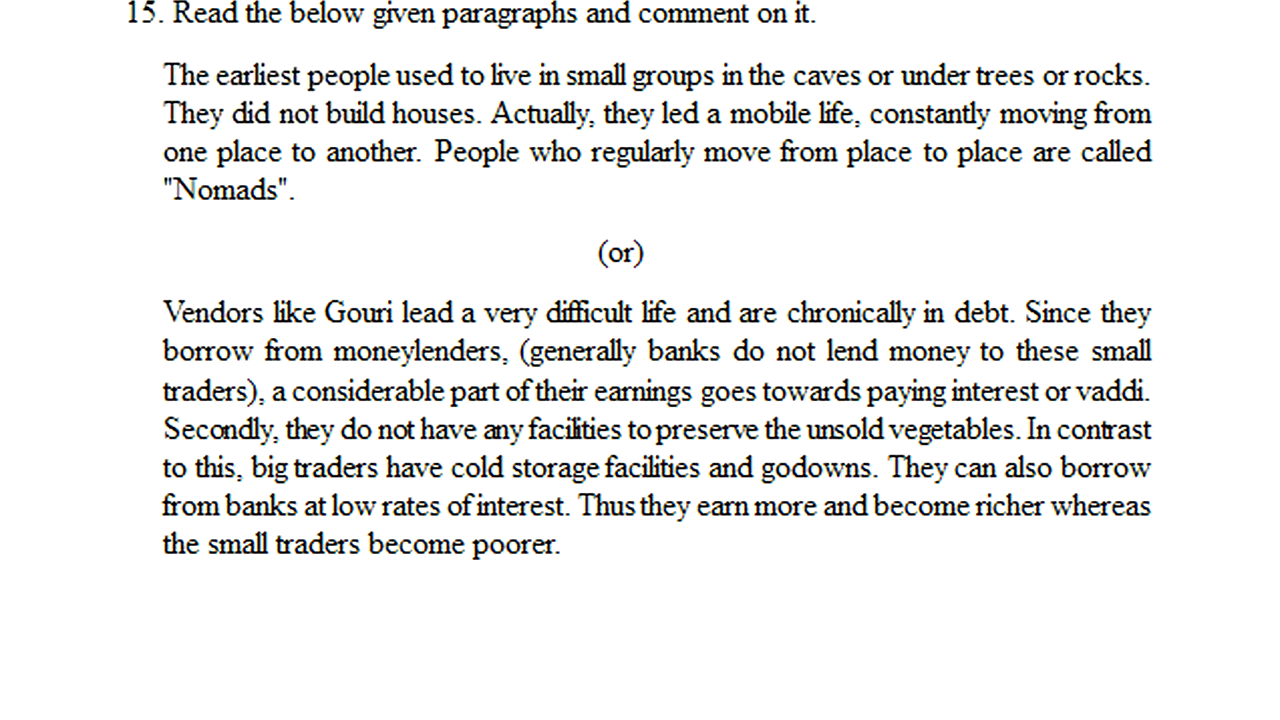 15. Read the below given paragraphs and comment on it.
The earliest people used to live in small groups in the caves or under trees or rocks.
They did not build houses. Actually, they led a mobile life, constantly moving from
one place to another. People who regularly move from place to place are called
"Nomads".
(or)
Vendors like Gouri lead a very difficult life and are chronically in debt. Since they
borrow from moneylenders, (generally banks do not lend money to these small
traders), a considerable part of their earnings goes towards paying interest or vaddi.
Secondly, they do not have any facilities to preserve the unsold vegetables. In contrast
to this, big traders have cold storage facilities and godowns. They can also borrow
from banks at low rates of interest. Thus they earn more and become richer whereas
the small traders become poorer.